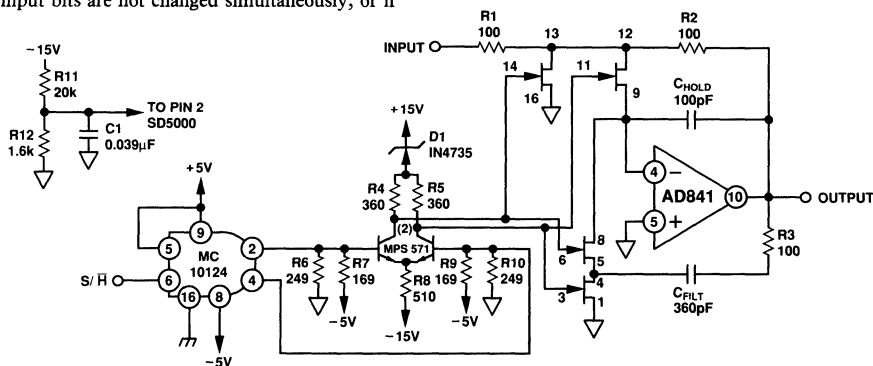 input bits are not changed simultaneously, or if
−15V
R11
20k
R12
1.6k
C1
0.039μF
TO PIN 2
SD5000
INPUT
R1
100
13
12
R2
100
14
16
11
9
CHOLD
100pF
+15V
D1
IN4735
R4
360
R5
360
(2)
MPS 571
4
−
5
+
AD841
10
OUTPUT
R3
100
8
6
5
4
3
1
CFILT
360pF
+5V
9
5
2
MC
10124
6
4
16
8
S/H̅
−5V
R6
249
R7
169
−5V
R8
510
−15V
R9
169
−5V
R10
249